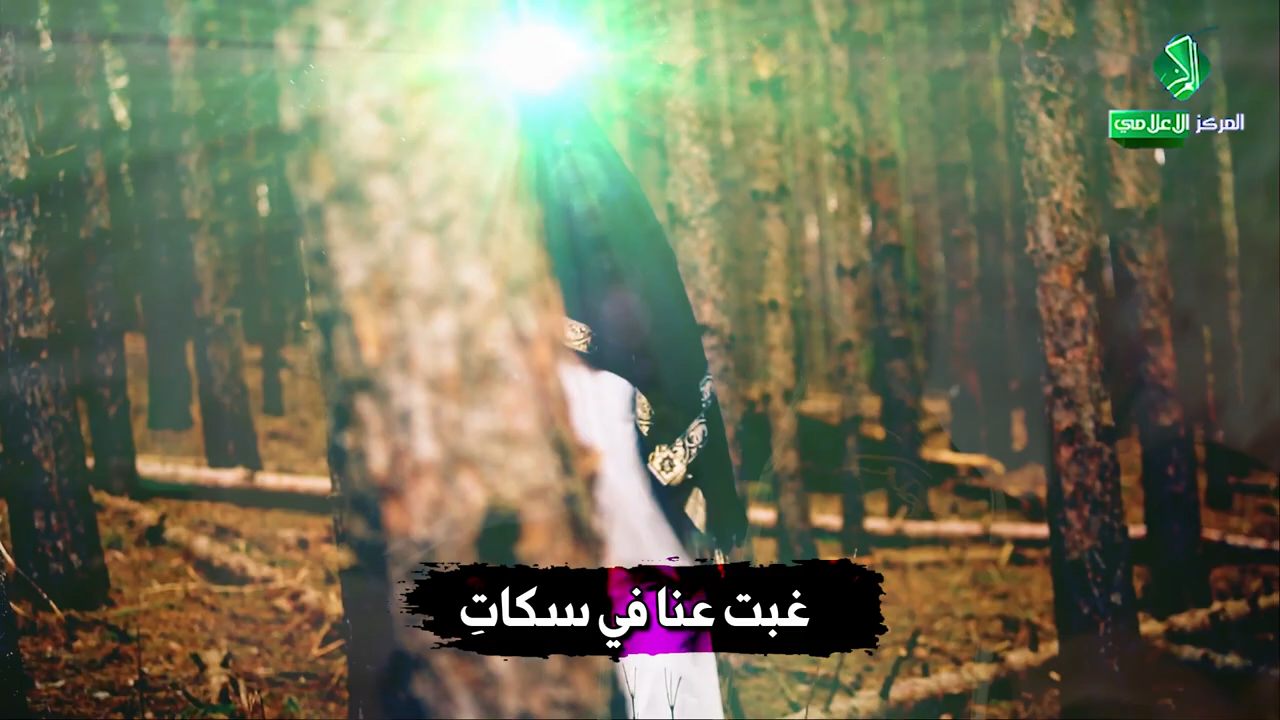 المركز الاعلامي
غبت عنا في سكاتِ